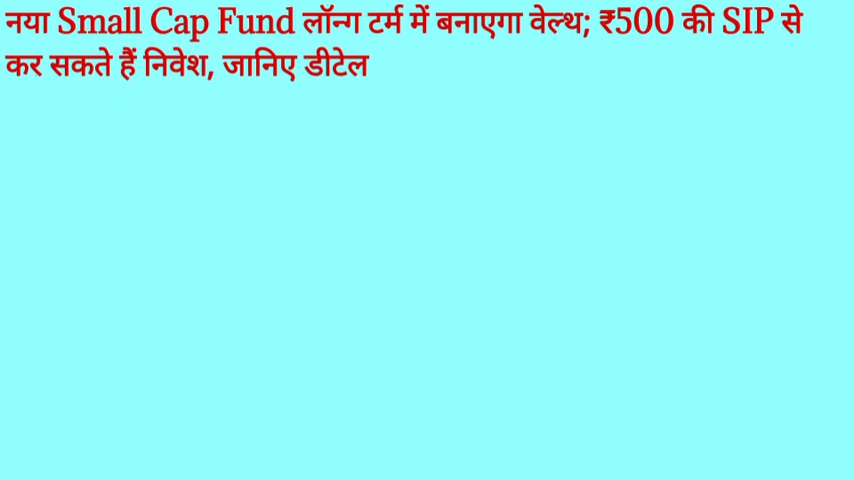 नया Small Cap Fund लॉन्ग टर्म में बनाएगा वेल्थ; ₹500 की SIP से
कर सकते हैं निवेश, जानिए डीटेल